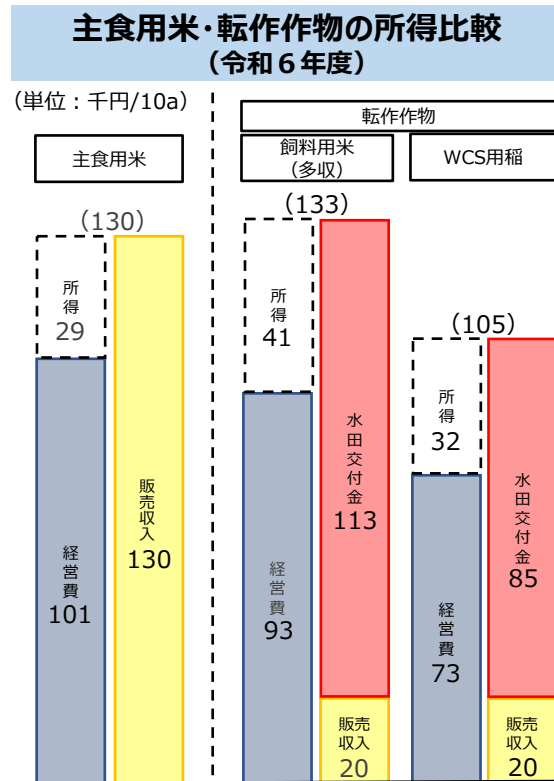 主食用米・転作作物の所得比較
（令和６年度）
（単位：千円/10a）
主食用米
転作作物
飼料用米
（多収）
WCS用稲
（130）
所得
29
経営費
101
販売収入
130
（133）
所得
41
経営費
93
水田交付金
113
販売
収入
20
（105）
所得
32
経営費
73
水田交付金
85
販売
収入
20